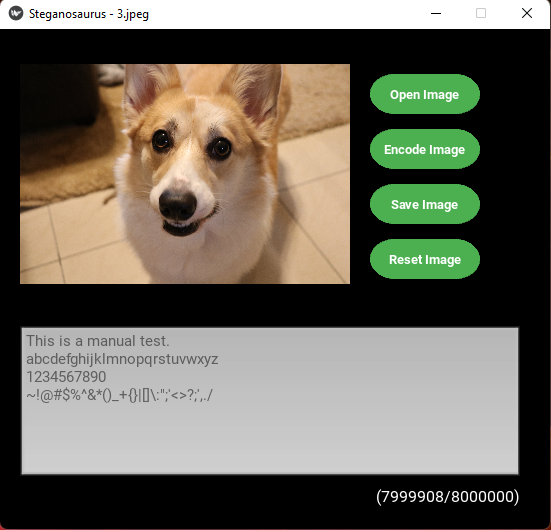 Steganosaurus - 3.jpeg
Open Image
Encode Image
Save Image
Reset Image
This is a manual test.
abcdefghijklmnopqrstuvwxyz
1234567890
~!@#$%^&*()_+{}|[]\:";'<>?;',./
(7999908/8000000)